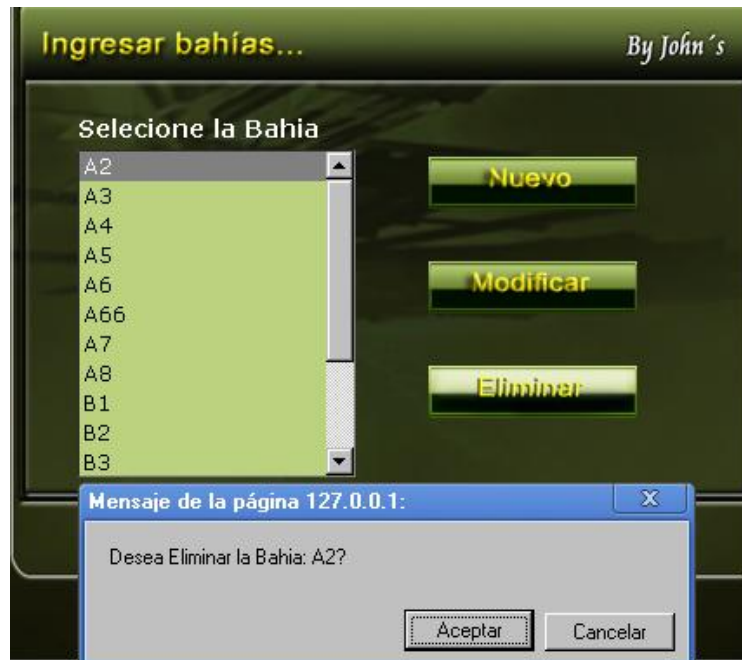 Ingresar bahías...
By John´s
Selecione la Bahia
A2
A3
A4
A5
A6
A66
A7
A8
B1
B2
B3
Nuevo
Modificar
Eliminar
Mensaje de la página 127.0.0.1:
X
Desea Eliminar la Bahia: A2?
Aceptar
Cancelar